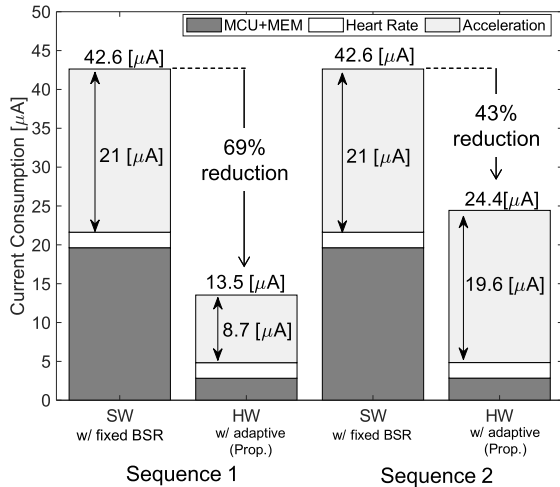 MCU+MEM Heart Rate Acceleration
Current Consumption [μA]
50
45
40
35
30
25
20
15
10
5
0
42.6 [μA]
21 [μA]
69%
reduction
13.5 [μA]
8.7 [μA]
42.6 [μA]
21 [μA]
43%
reduction
24.4[μA]
19.6 [μA]
SW
w/ fixed BSR
HW
w/ adaptive
(Prop.)
SW
w/ fixed BSR
HW
w/ adaptive
(Prop.)
Sequence 1
Sequence 2